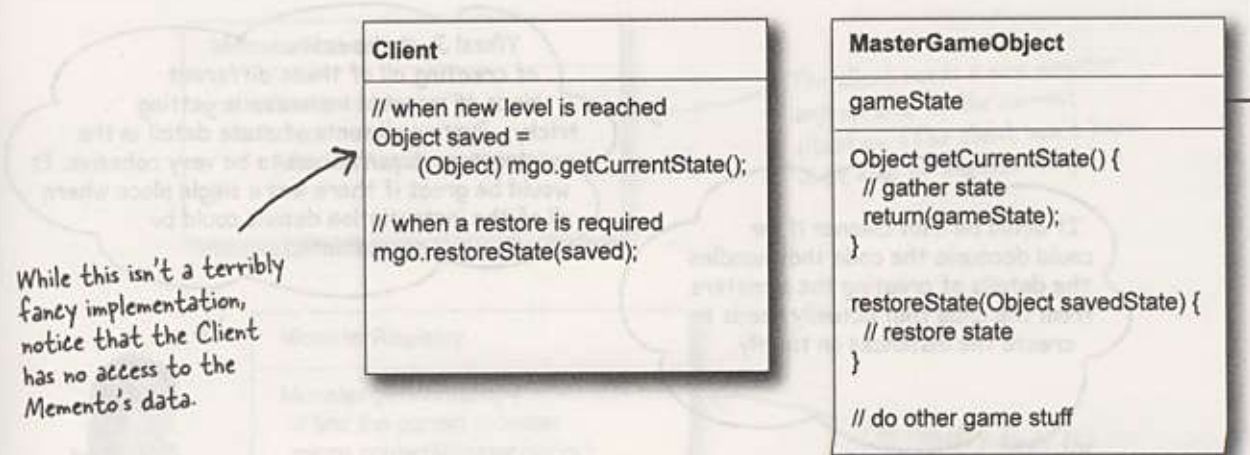 Client
// when new level is reached
Object saved =
(Object) mgo.getCurrentState();
// when a restore is required
mgo.restoreState(saved);
While this isn't a terribly
fancy implementation,
notice that the Client
has no access to the
Memento's data.
MasterGameObject
gameState
Object getCurrentState() {
// gather state
return(gameState);
}
restoreState(Object savedState) {
// restore state
}
// do other game stuff